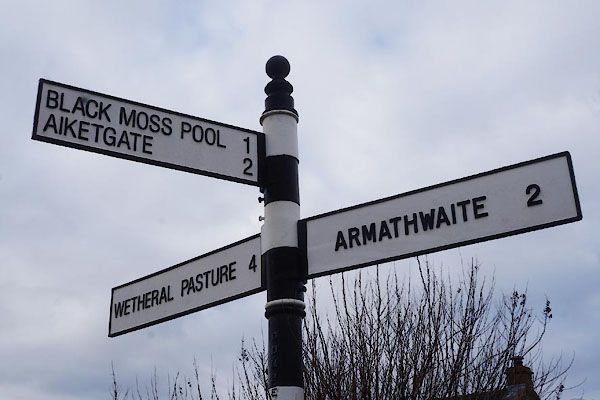 BLACK MOSS POOL 1
AIKETGATE 2
ARMATHWAITE 2
WETHERAL PASTURE 4